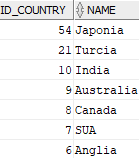 ID_COUNTRY NAME
54 Japonia
21 Turcia
10 India
9 Australia
8 Canada
7 SUA
6 Anglia